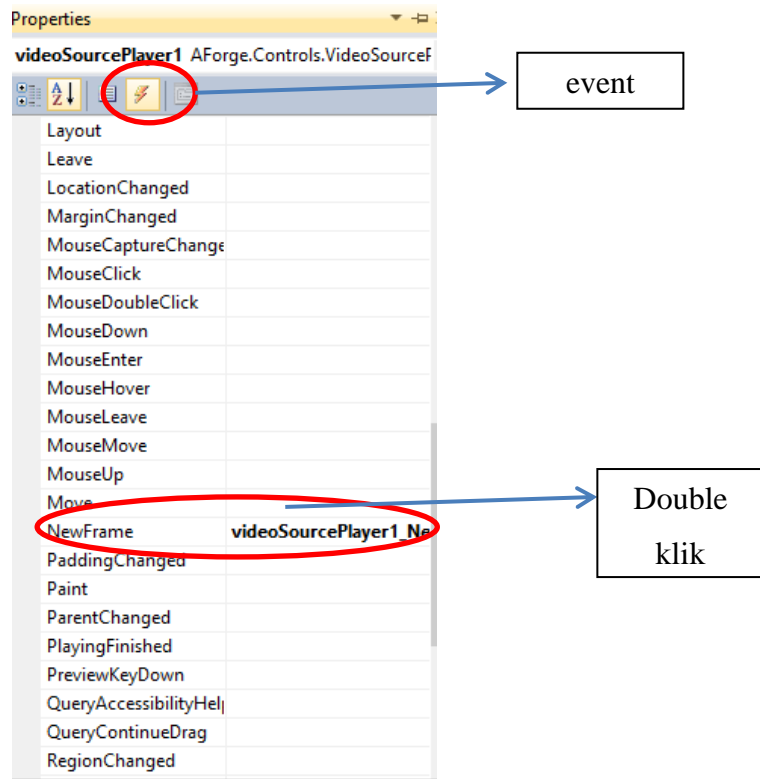 Properties
videoSourcePlayer1 AForge.Controls.VideoSourceP
event
Layout
Leave
LocationChanged
MarginChanged
MouseCaptureChange
MouseClick
MouseDoubleClick
MouseDown
MouseEnter
MouseHover
MouseLeave
MouseMove
MouseUp
Move
NewFrame videoSourcePlayer1_Ne
Double
klik
PaddingChanged
Paint
ParentChanged
PlayingFinished
PreviewKeyDown
QueryAccessibilityHel
QueryContinueDrag
RegionChanged